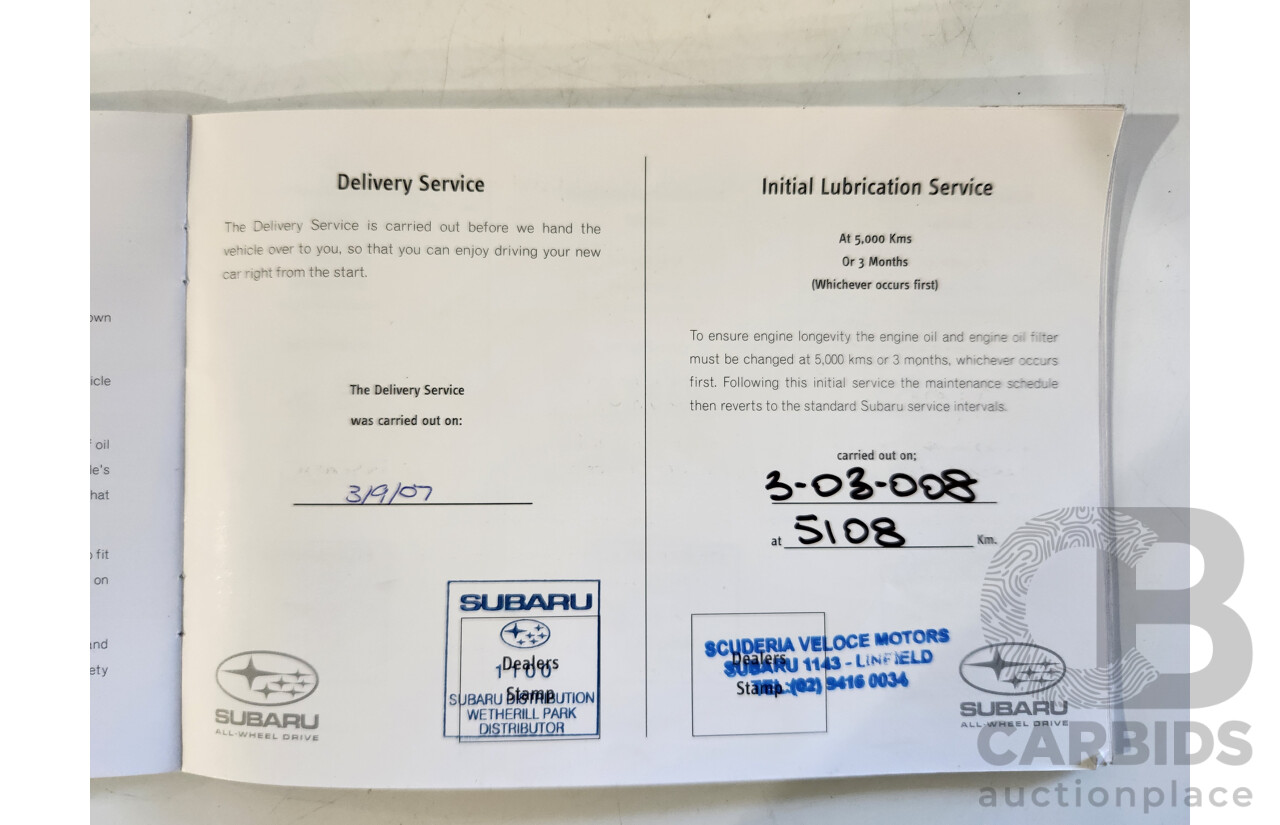 own
icle
oil
le's
hat
fit
on
nd
ety
Delivery Service
The Delivery Service is carried out before we hand the
vehicle over to you, so that you can enjoy driving your new
car right from the start.
The Delivery Service
was carried out on:
3/9/07
SUBARU
ALL-WHEEL DRIVE
SUBARU
Dealers
Stamp
SUBARU DISTRIBUTION
WETHERILL PARK
DISTRIBUTOR
Initial Lubrication Service
At 5,000 Kms
Or 3 Months
(Whichever occurs first)
To ensure engine longevity the engine oil and engine oil filter
must be changed at 5,000 kms or 3 months, whichever occurs
first. Following this initial service the maintenance schedule
then reverts to the standard Subaru service intervals.
carried out on;
3-03-008
at 5108 Km.
SCUDERIA VELOCE MOTORS
Dealers
SUBARU 1143 - LINFIELD
Stamp
TEL:(02) 9416 0034
SUBARU
ALL-WHEEL DRIVE
CB
CARBIDS
auctionplace